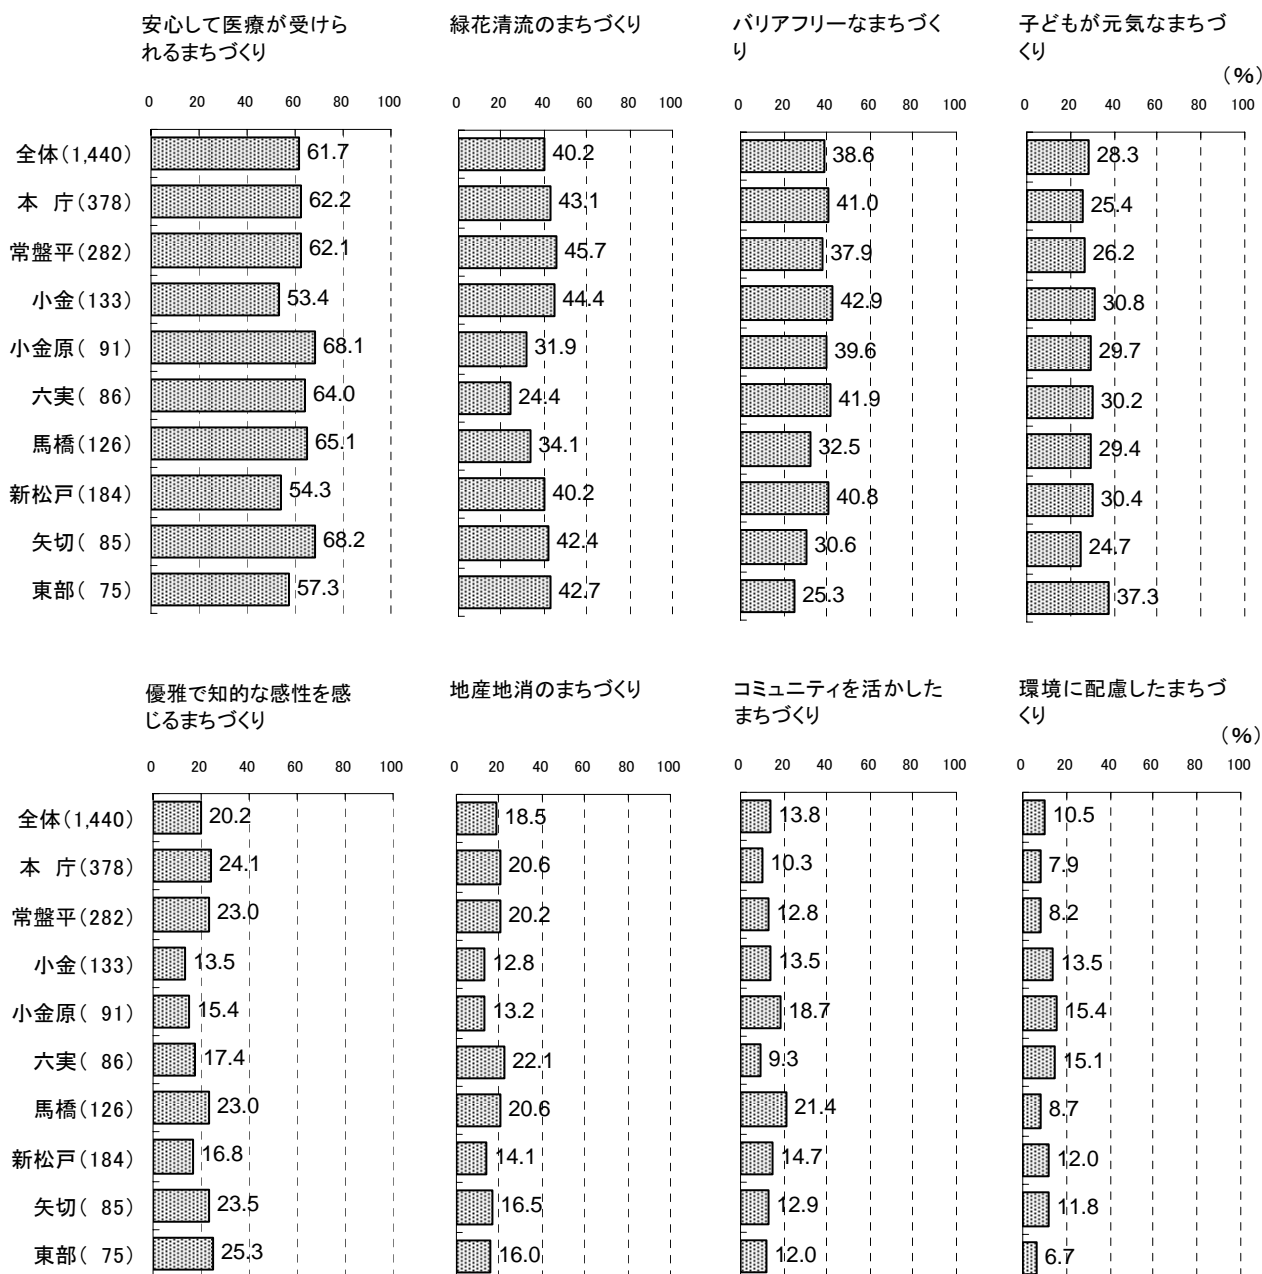 安心して医療が受けら
れるまちづくり
緑花清流のまちづくり
バリアフリーなまちづく
り
子どもが元気なまちづ
くり
(%)
0 20 40 60 80 100 0 20 40 60 80 100 0 20 40 60 80 100 0 20 40 60 80 100
全体(1,440) 61.7 40.2 38.6 28.3
本 庁(378) 62.2 43.1 41.0 25.4
常盤平(282) 62.1 45.7 37.9 26.2
小金(133) 53.4 44.4 42.9 30.8
小金原( 91) 68.1 31.9 39.6 29.7
六実( 86) 64.0 24.4 41.9 30.2
馬橋(126) 65.1 34.1 32.5 29.4
新松戸(184) 54.3 40.2 40.8 30.4
矢切( 85) 68.2 42.4 30.6 24.7
東部( 75) 57.3 42.7 25.3 37.3
優雅で知的な感性を感
じるまちづくり
地産地消のまちづくり
コミュニティを活かした
まちづくり
環境に配慮したまちづ
くり
(%)
0 20 40 60 80 100 0 20 40 60 80 100 0 20 40 60 80 100 0 20 40 60 80 100
全体(1,440) 20.2 18.5 13.8 10.5
本 庁(378) 24.1 20.6 10.3 7.9
常盤平(282) 23.0 20.2 12.8 8.2
小金(133) 13.5 12.8 13.5 13.5
小金原( 91) 15.4 13.2 18.7 15.4
六実( 86) 17.4 22.1 9.3 15.1
馬橋(126) 23.0 20.6 21.4 8.7
新松戸(184) 16.8 14.1 14.7 12.0
矢切( 85) 23.5 16.5 12.9 11.8
東部( 75) 25.3 16.0 12.0 6.7